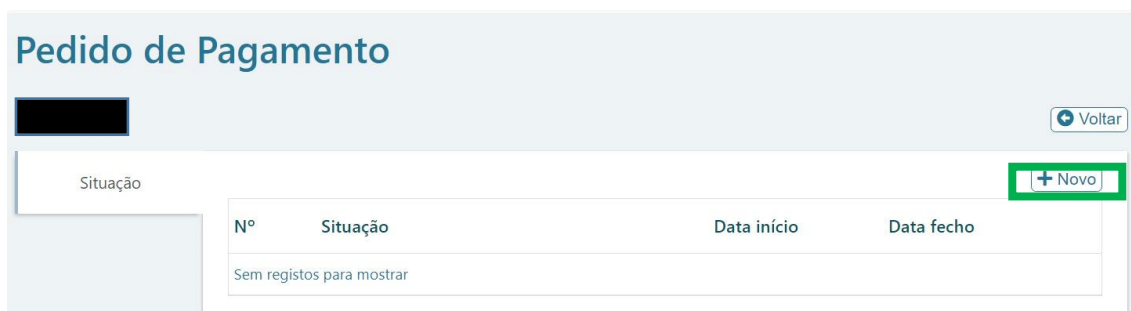 Pedido de Pagamento
Voltar
Situação
Novo
Nº Situação Data início Data fecho
Sem registos para mostrar